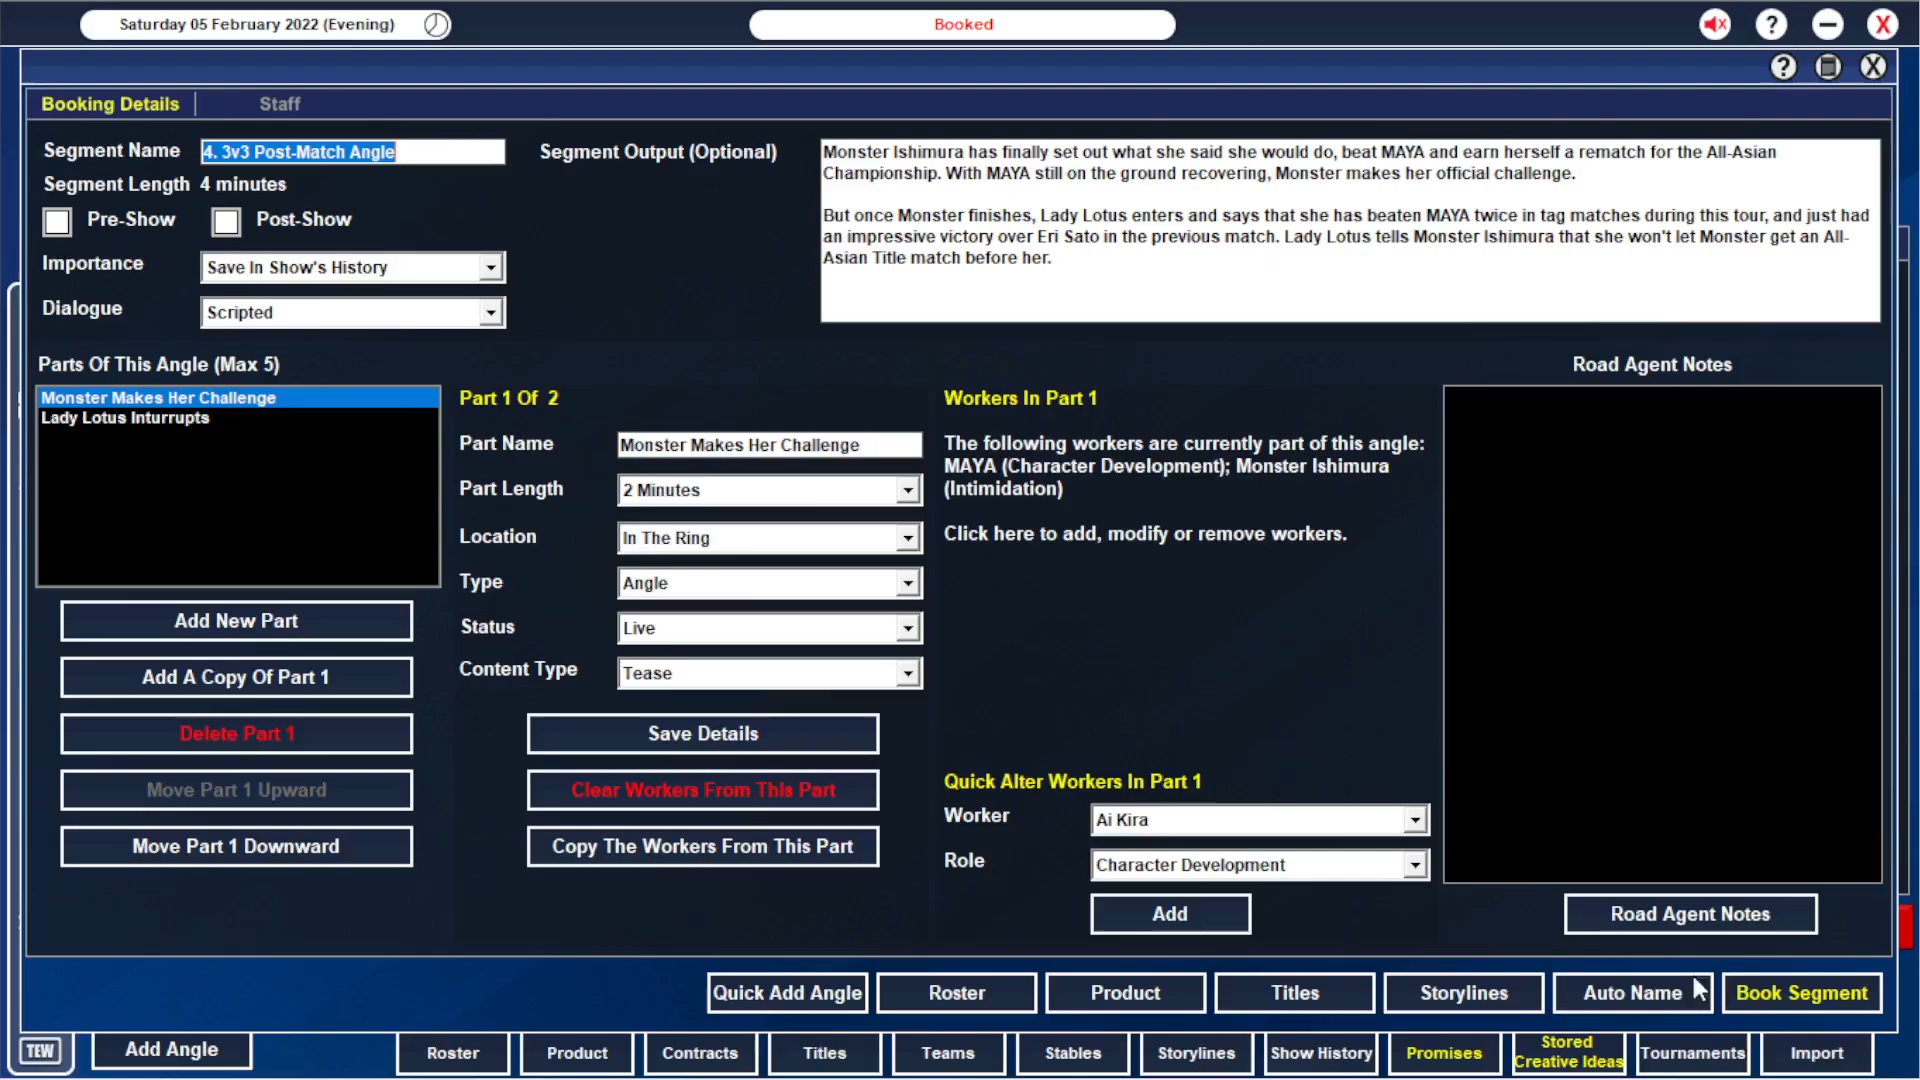 Saturday 05 February 2022 (Evening)
Booked
X
?
X
?
X
Booking Details
Staff
Segment Name
4. 3v3 Post-Match Angle
Segment Length 4 minutes
Pre-Show
Post-Show
Importance
Save In Show's History
Dialogue
Scripted
Segment Output (Optional)
Monster Ishimura has finally set out what she said she would do, beat MAYA and earn herself a rematch for the All-Asian
Championship. With MAYA still on the ground recovering, Monster makes her official challenge.
But once Monster finishes, Lady Lotus enters and says that she has beaten MAYA twice in tag matches during this tour, and just had
an impressive victory over Eri Sato in the previous match. Lady Lotus tells Monster Ishimura that she won't let Monster get an All-
Asian Title match before her.
Parts Of This Angle (Max 5)
Monster Makes Her Challenge
Lady Lotus Inturrupts
Add New Part
Add A Copy Of Part 1
Delete Part 1
Move Part 1 Upward
Move Part 1 Downward
Part 1 Of 2
Part Name
Monster Makes Her Challenge
Part Length
2 Minutes
Location
In The Ring
Type
Angle
Status
Live
Content Type
Tease
Save Details
Clear Workers From This Part
Copy The Workers From This Part
Workers In Part 1
The following workers are currently part of this angle:
MAYA (Character Development); Monster Ishimura
(Intimidation)
Click here to add, modify or remove workers.
Quick Alter Workers In Part 1
Worker
Ai Kira
Role
Character Development
Add
Road Agent Notes
Road Agent Notes
Quick Add Angle
Roster
Product
Titles
Storylines
Auto Name
Book Segment
TEW
Add Angle
Roster
Product
Contracts
Titles
Teams
Stables
Storylines
Show History
Promises
Stored
Creative Ideas
Tournaments
Import